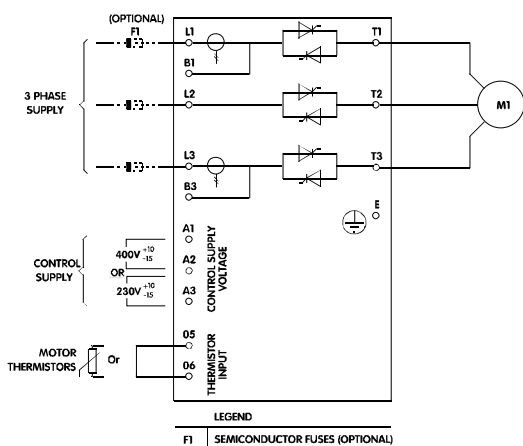 (OPTIONAL)
F1
L1
T1
B1
3 PHASE
SUPPLY
L2
T2
M1
L3
T3
B3
E
CONTROL
SUPPLY
A1
400V +10 -15
OR
A2
230V +10 -15
A3
CONTROL SUPPLY
VOLTAGE
MOTOR
THERMISTORS
Or
05
06
THERMISTOR
INPUT
LEGEND
F1 SEMICONDUCTOR FUSES (OPTIONAL)